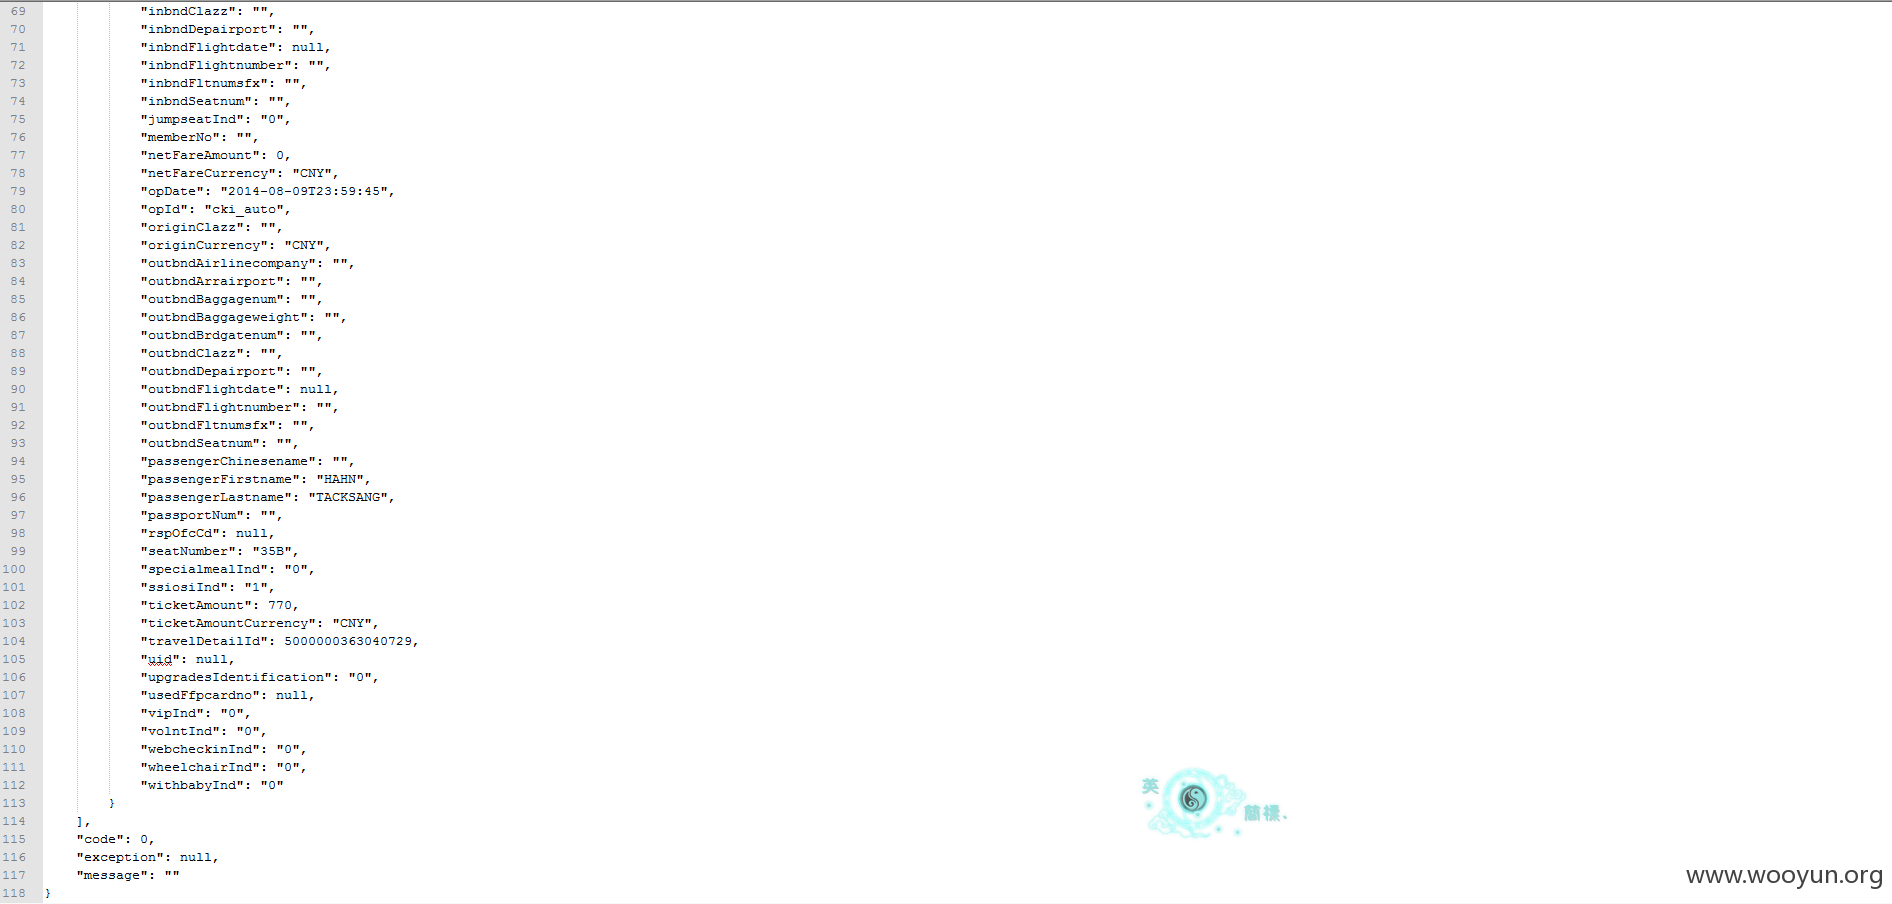 69 "inbndClazz": "",
70 "inbndDepairport": "",
71 "inbndFlightdate": null,
72 "inbndFlightnumber": "",
73 "inbndFltnumsfx": "",
74 "inbndSeatnum": "",
75 "jumpseatInd": "0",
76 "memberNo": "",
77 "netFareAmount": 0,
78 "netFareCurrency": "CNY",
79 "opDate": "2014-08-09T23:59:45",
80 "opId": "cki_auto",
81 "originClazz": "",
82 "originCurrency": "CNY",
83 "outbndAirlinecompany": "",
84 "outbndArrairport": "",
85 "outbndBaggagenum": "",
86 "outbndBaggageweight": "",
87 "outbndBrdgatenum": "",
88 "outbndClazz": "",
89 "outbndDepairport": "",
90 "outbndFlightdate": null,
91 "outbndFlightnumber": "",
92 "outbndFltnumsfx": "",
93 "outbndSeatnum": "",
94 "passengerChinesename": "",
95 "passengerFirstname": "HAHN",
96 "passengerLastname": "TACKSANG",
97 "passportNum": "",
98 "rspOfcCd": null,
99 "seatNumber": "35B",
100 "specialmealInd": "0",
101 "ssiosiInd": "1",
102 "ticketAmount": 770,
103 "ticketAmountCurrency": "CNY",
104 "travelDetailId": 5000000363040729,
105 "uid": null,
106 "upgradesIdentification": "0",
107 "usedFfpcardno": null,
108 "vipInd": "0",
109 "volntInd": "0",
110 "webcheckinInd": "0",
111 "wheelchairInd": "0",
112 "withbabyInd": "0"
113 }
114 ],
115 "code": 0,
116 "exception": null,
117 "message": ""
118 }
英
簡
www.wooyun.org